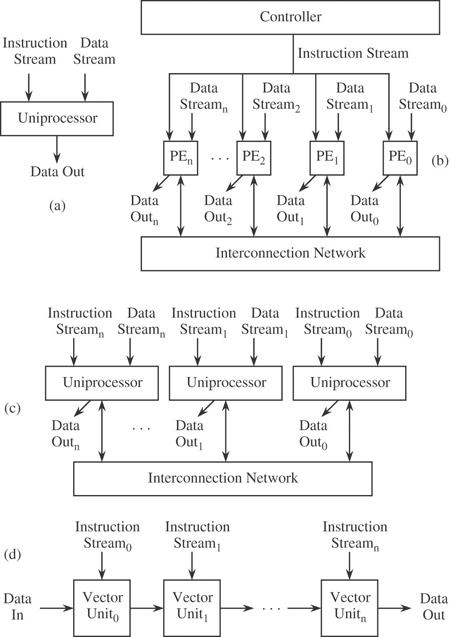 Controller
Instruction Stream
Instruction Stream
Data Stream
Uniprocessor
Data Out
(a)
Data Streamn
Data Stream2
Data Stream1
Data Stream0
PEn
. . .
PE2
PE1
PE0
(b)
Data Outn
Data Out2
Data Out1
Data Out0
Interconnection Network
Instruction Streamn
Data Streamn
Instruction Stream1
Data Stream1
Instruction Stream0
Data Stream0
Uniprocessor
Uniprocessor
Uniprocessor
(c)
Data Outn
. . .
Data Out1
Data Out0
Interconnection Network
(d)
Instruction Stream0
Instruction Stream1
Instruction Streamn
Data In
Vector Unit0
Vector Unit1
. . .
Vector Unitn
Data Out